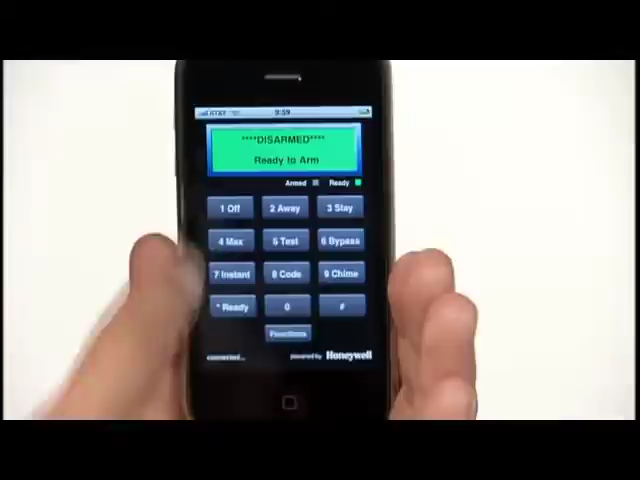 9:59
****DISARMED****
Ready to Arm
Armed Ready
1 Off 2 Away 3 Stay
4 Max 5 Test 6 Bypass
7 Instant 8 Code 9 Chime
* Ready 0 #
Functions
connected... powered by Honeywell